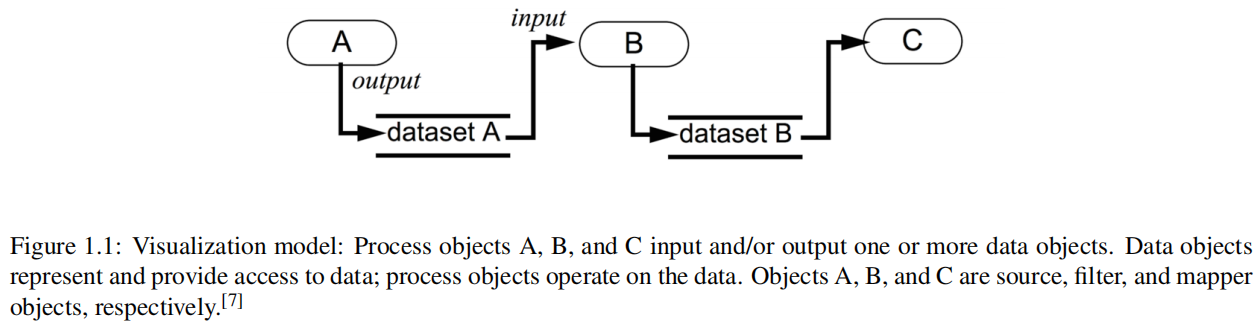 input
A
B
C
output
dataset A
dataset B
Figure 1.1: Visualization model: Process objects A, B, and C input and/or output one or more data objects. Data objects
represent and provide access to data; process objects operate on the data. Objects A, B, and C are source, filter, and mapper
objects, respectively.[7]